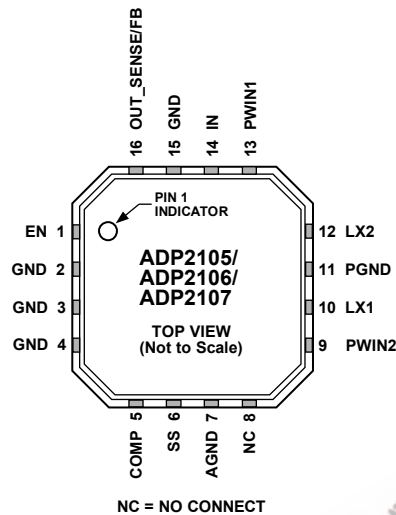 16 OUT_SENSE/FB
15 GND
14 IN
13 PWIN1
PIN 1
INDICATOR
EN 1
GND 2
GND 3
GND 4
ADP2105/
ADP2106/
ADP2107
TOP VIEW
(Not to Scale)
12 LX2
11 PGND
10 LX1
9 PWIN2
COMP 5
SS 6
AGND 7
NC 8
NC = NO CONNECT